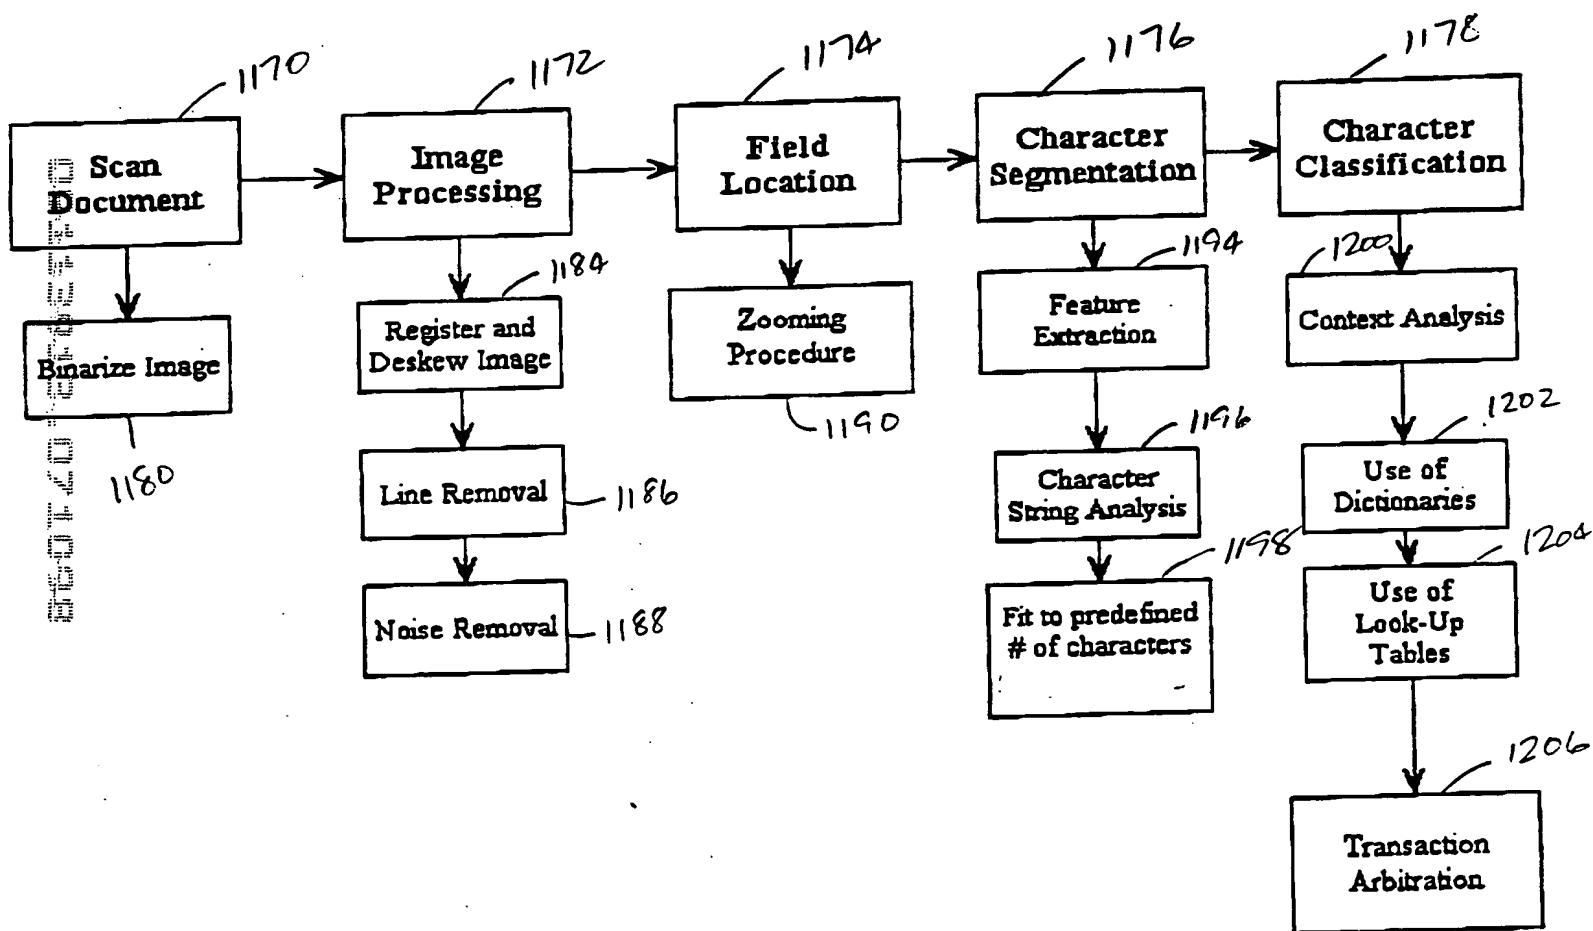 1170
Scan
Document
1172
Image
Processing
1174
Field
Location
1176
Character
Segmentation
1178
Character
Classification
Binarize Image
1180
1184
Register and
Deskew Image
Line Removal
1186
Noise Removal
1188
Zooming
Procedure
1190
1194
Feature
Extraction
1196
Character
String Analysis
1198
Fit to predefined
# of characters
1200
Context Analysis
1202
Use of
Dictionaries
1204
Use of
Look-Up
Tables
1206
Transaction
Arbitration